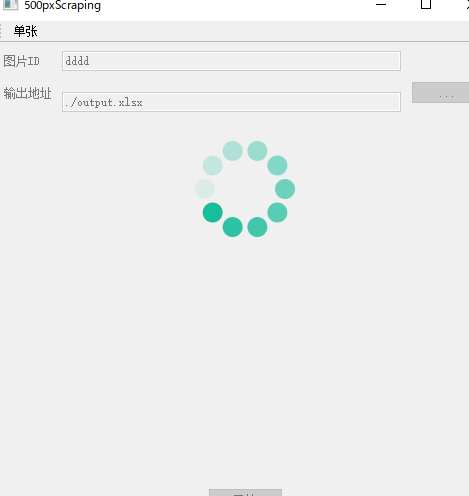 500pxScraping
单张
图片ID
dddd
输出地址
./output.xlsx
...